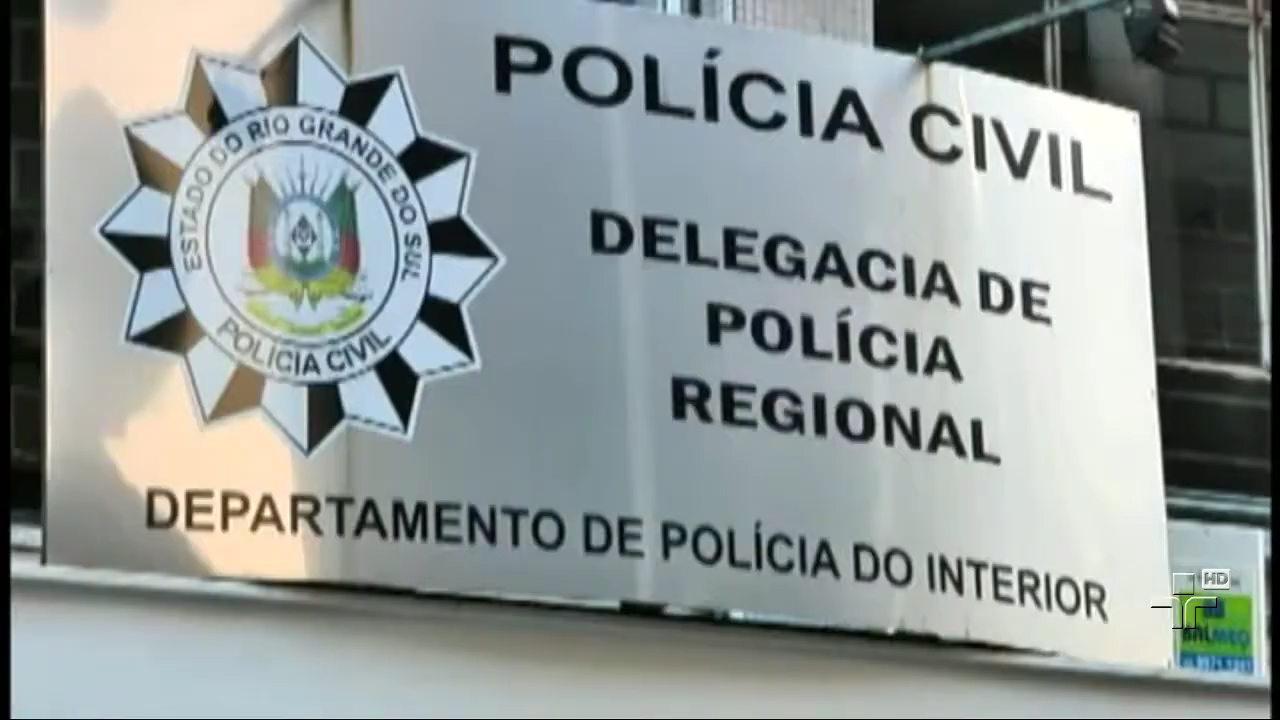 POLÍCIA CIVIL
ESTADO DO RIO GRANDE DO SUL
POLÍCIA CIVIL
DELEGACIA DE
POLÍCIA
REGIONAL
DEPARTAMENTO DE POLÍCIA DO INTERIOR
HD